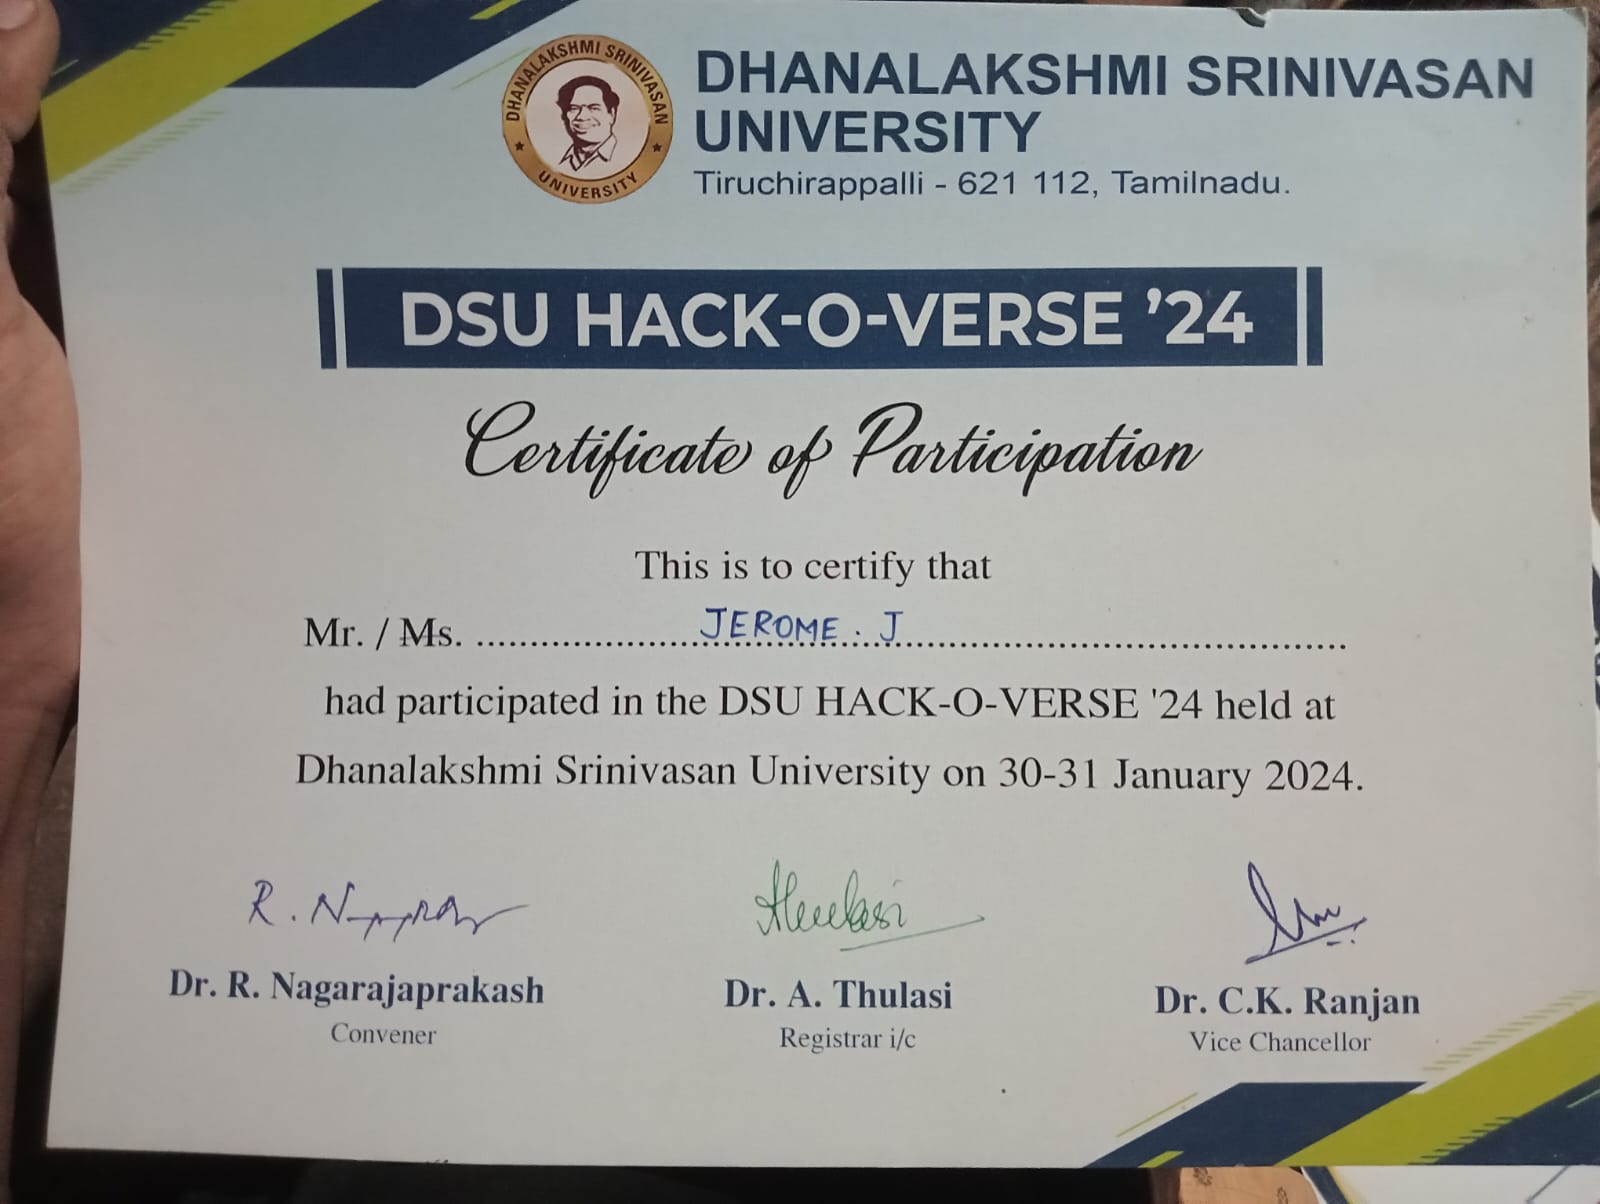 DHANALAKSHMI SRINIVASAN
UNIVERSITY
DHANALAKSHMI SRINIVASAN
UNIVERSITY
Tiruchirappalli - 621 112, Tamilnadu.
DSU HACK-O-VERSE ’24
Certificate of Participation
This is to certify that
Mr. / Ms. ........ JEROME. J ........
had participated in the DSU HACK-O-VERSE '24 held at
Dhanalakshmi Srinivasan University on 30-31 January 2024.
R. Nagarajaprakash Thulasi
Dr. R. Nagarajaprakash Dr. A. Thulasi Dr. C.K. Ranjan
Convener Registrar i/c Vice Chancellor